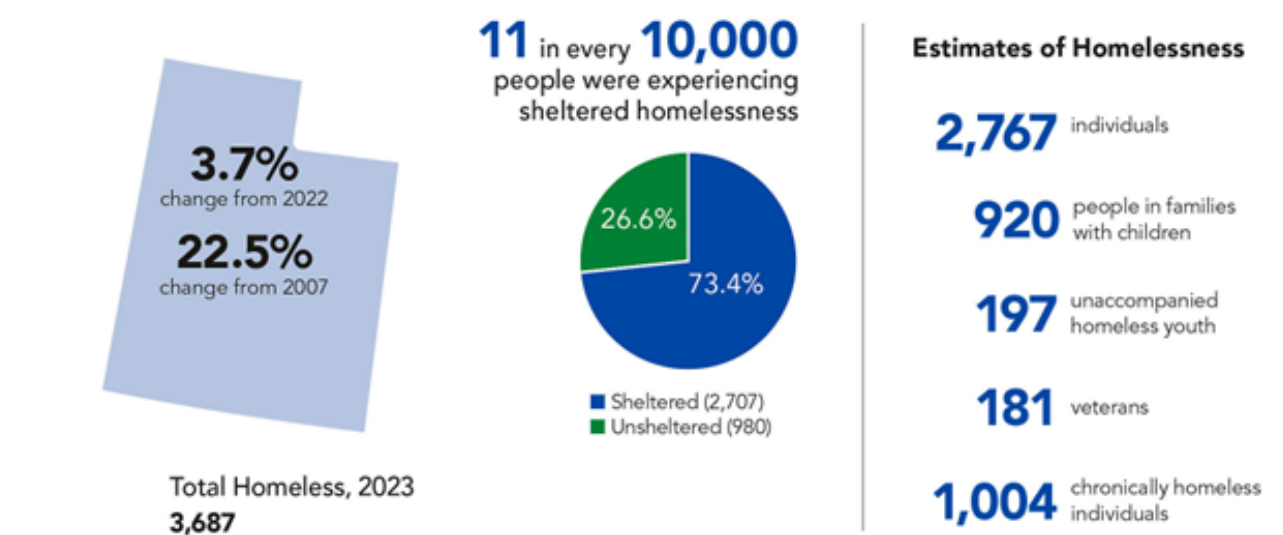 3.7%
change from 2022
22.5%
change from 2007
Total Homeless, 2023
3,687
11 in every 10,000
people were experiencing
sheltered homelessness
26.6%
73.4%
Sheltered (2,707)
Unsheltered (980)
Estimates of Homelessness
2,767 individuals
920 people in families
with children
197 unaccompanied
homeless youth
181 veterans
1,004 chronically homeless
individuals